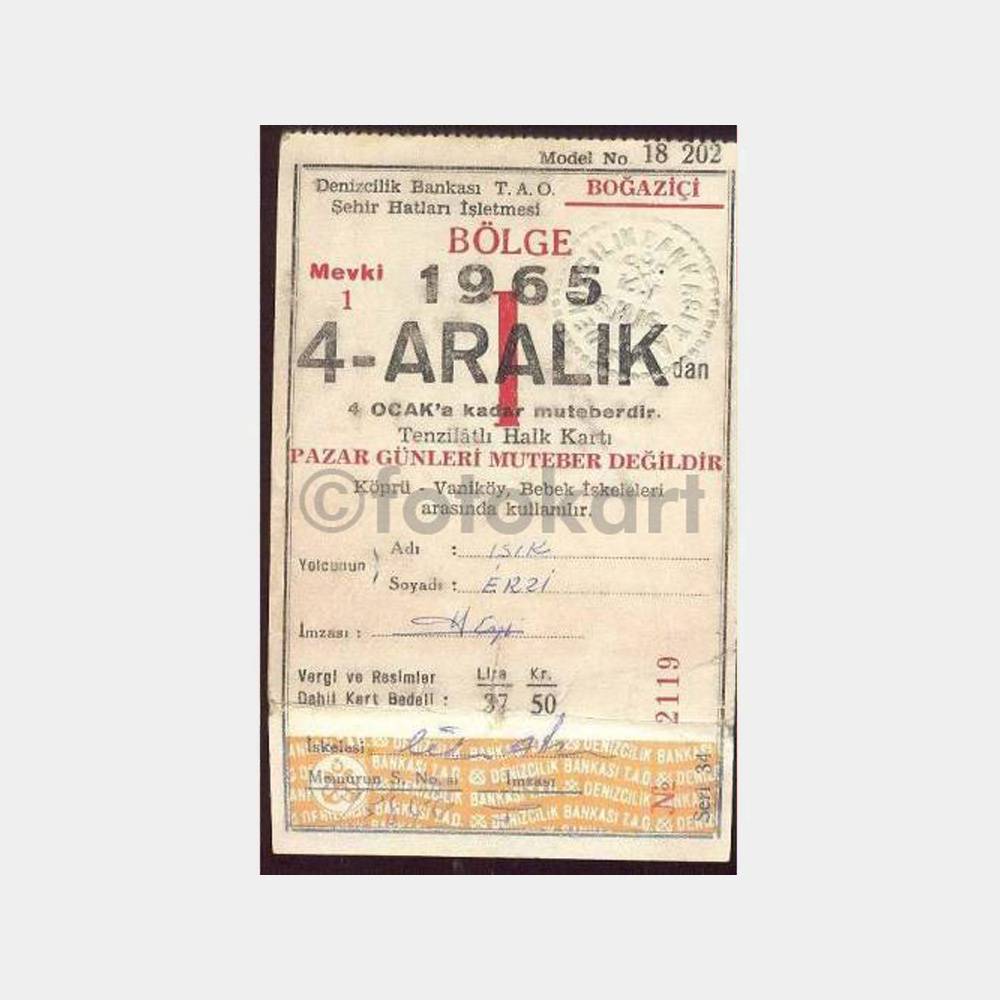 Model No 18 202
Denizcilik Bankası T. A. O.
BOĞAZİÇİ
Şehir Hatları İşletmesi
BÖLGE
I
Mevki
1
1965
4-ARALIK dan
4 OCAK'a kadar muteberdir.
Tenzilâtlı Halk Kartı
PAZAR GÜNLERİ MUTEBER DEĞİLDİR
©fotokart
Köprü - Vaniköy, Bebek İskeleleri
arasında kullanılır.
Yolcunun
Adı : IŞIK
Soyadı : ERZİ
İmzası :
Vergi ve Resimler Lira Kr.
Dahil Kart Bedeli : 37 50
İskelesi
Memurun S. No. sı İmzası
№ 2119
Seri 34
DENİZCİLİK BANKASI T.A.O.